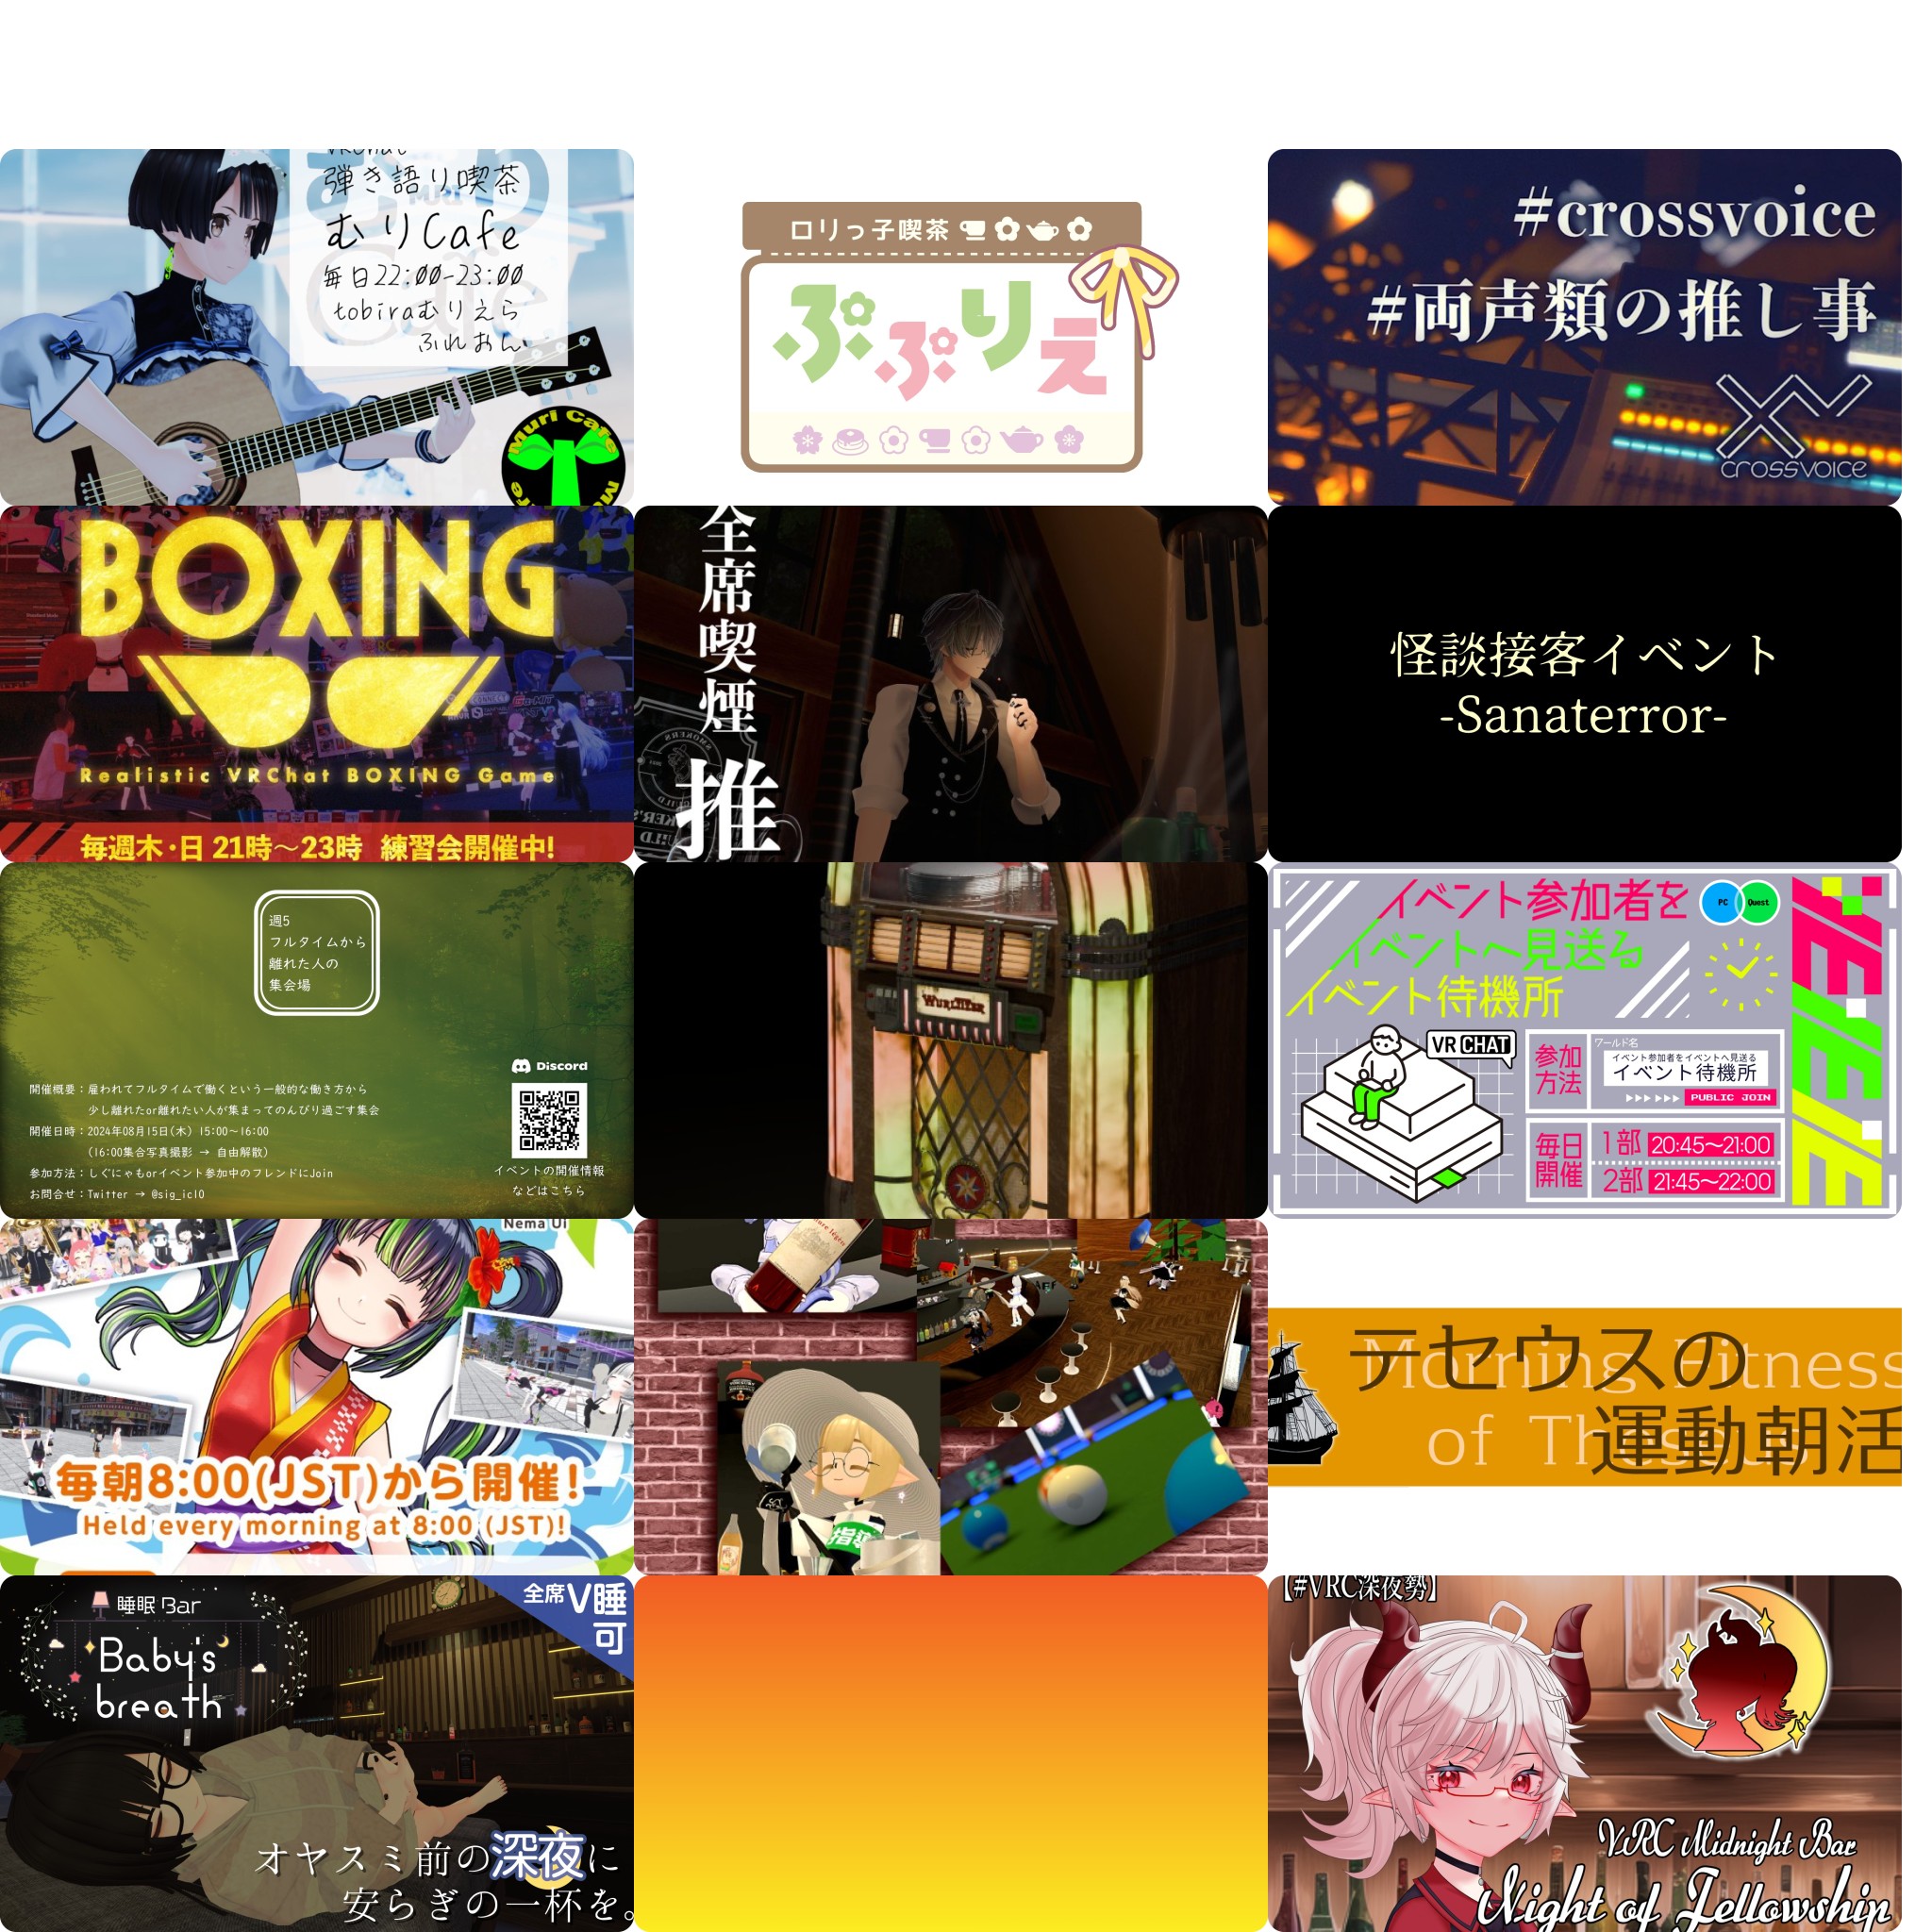 VRChat
弾き語り喫茶
むりCafe
毎日22:00-23:00
tobiraむりえら
ふれおん
Muri Cafe
ロリっ子喫茶
ぷぷりえ
#crossvoice
#両声類の推し事
crossvoice
BOXING
Realistic VRChat BOXING Game
毎週木・日 21時～23時 練習会開催中!
全席喫煙
推
怪談接客イベント
-Sanaterror-
週5
フルタイムから
離れた人の
集会場
開催概要：雇われてフルタイムで働くという一般的な働き方から
少し離れたor離れたい人が集まってのんびり過ごす集会
開催日時：2024年08月15日(木) 15:00～16:00
(16:00集合写真撮影 → 自由解散)
参加方法：しぐにゃもorイベント参加中のフレンドにJoin
お問合せ：Twitter → @sig_ic10
Discord
イベントの開催情報
などはこちら
WURLITZER
イベント参加者を
イベントへ見送る
イベント待機所
PC
Quest
VRCHAT
参加
方法
ワールド名
イベント参加者をイベントへ見送る
イベント待機所
PUBLIC JOIN
毎日
開催
1部 20:45～21:00
2部 21:45～22:00
Nema Ui
毎朝8:00(JST)から開催!
Held every morning at 8:00 (JST)!
指導
テセウスの
運動朝活
Morning Fitness
of Theseus
睡眠Bar
Baby's
breath
全席V睡
可
オヤスミ前の深夜に
安らぎの一杯を。
【#VRC深夜勢】
VRC Midnight Bar
Night of Fellowship